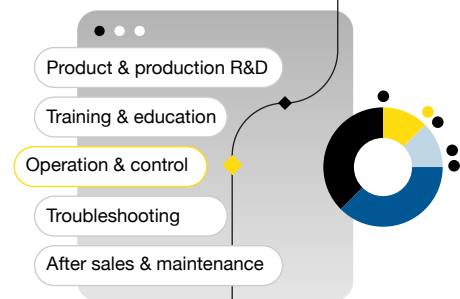 Product & production R&D
Training & education
Operation & control
Troubleshooting
After sales & maintenance